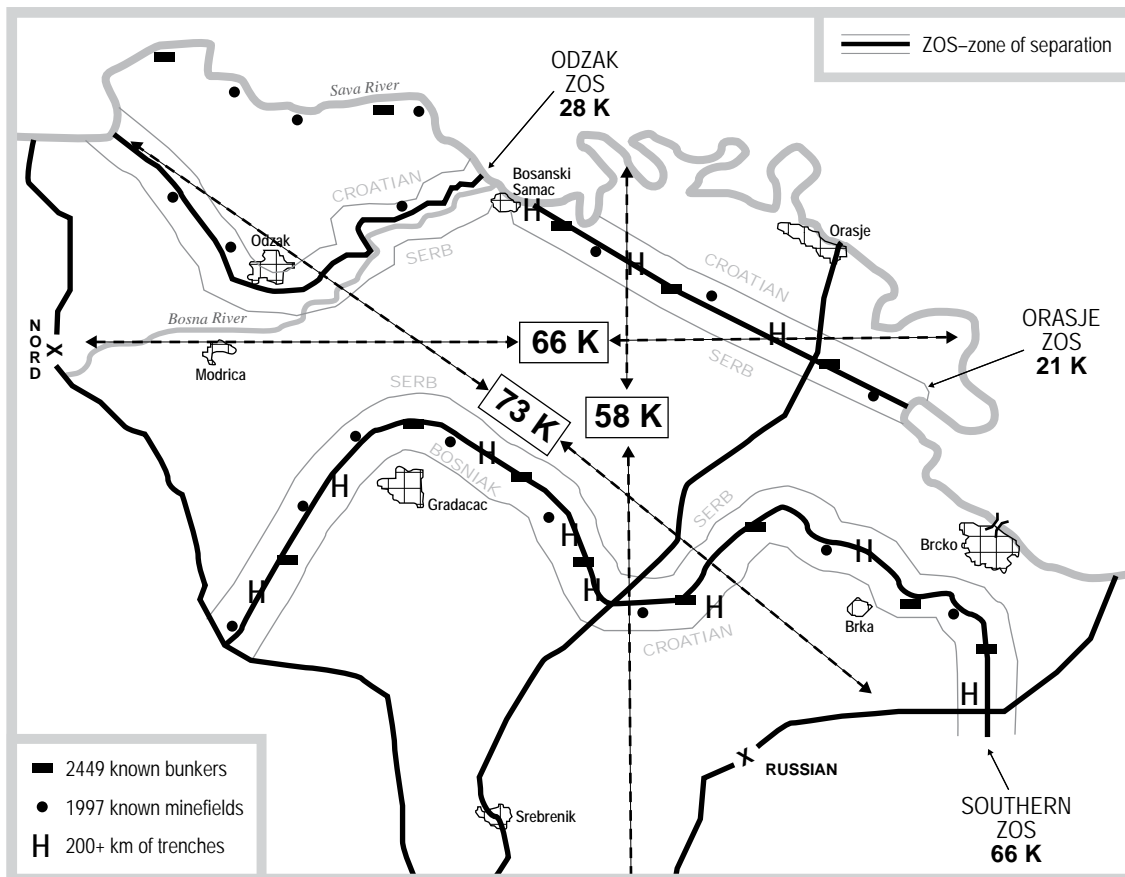 ZOS–zone of separation
ODZAK
ZOS
28 K
Sava River
Bosanski
Samac
H
CROATIAN
Orasje
Odzak
SERB
H
CROATIAN
Bosna River
NORD
X
H
66 K
ORASJE
ZOS
21 K
Modrica
SERB
SERB
73 K
58 K
BOSNIAK
H
H
Gradacac
SERB
H
H
Brcko
H
H
H
Brka
CROATIAN
H
X
RUSSIAN
2449 known bunkers
1997 known minefields
H 200+ km of trenches
Srebrenik
SOUTHERN
ZOS
66 K